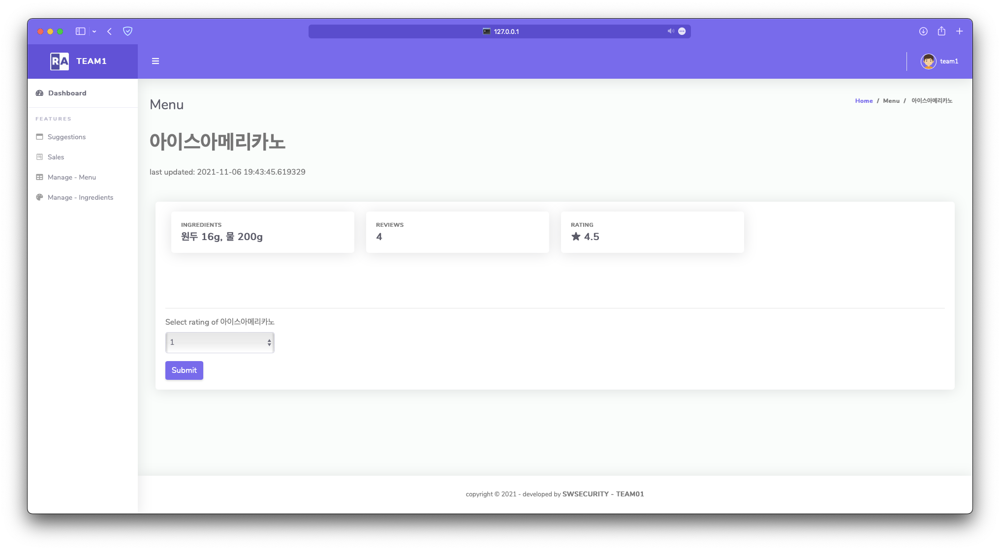 127.0.0.1
RA TEAM1
team1
Dashboard
FEATURES
Suggestions
Sales
Manage - Menu
Manage - Ingredients
Menu
Home / Menu / 아이스아메리카노
아이스아메리카노
last updated: 2021-11-06 19:43:45.619329
INGREDIENTS
원두 16g, 물 200g
REVIEWS
4
RATING
★ 4.5
Select rating of 아이스아메리카노
1
Submit
copyright © 2021 - developed by SWSECURITY - TEAM01